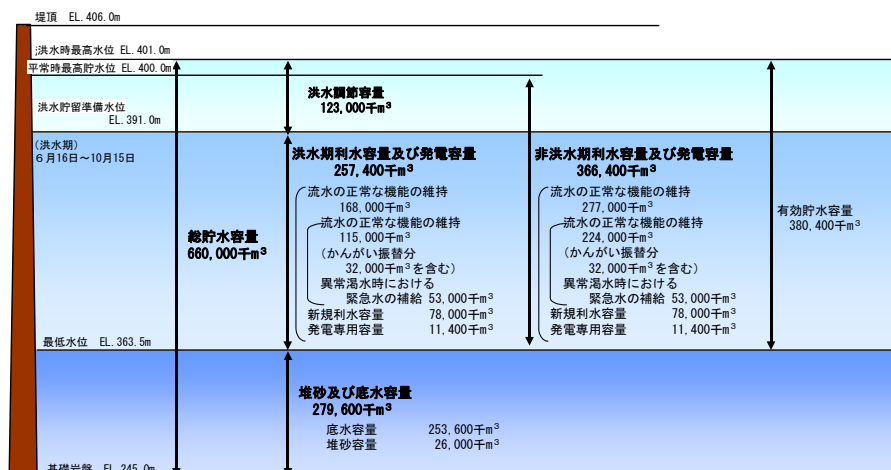 堤頂 EL.406.0m
洪水時最高水位 EL.401.0m
平常時最高貯水位 EL.400.0m
洪水調節容量
123,000千m³
洪水貯留準備水位
EL.391.0m
(洪水期)
6月16日～10月15日
洪水期利水容量及び発電容量
257,400千m³
流水の正常な機能の維持
168,000千m³
流水の正常な機能の維持
115,000千m³
(かんがい振替分
32,000千m³を含む)
異常渇水時における
緊急水の補給 53,000千m³
新規利水容量 78,000千m³
発電専用容量 11,400千m³
非洪水期利水容量及び発電容量
366,400千m³
流水の正常な機能の維持
277,000千m³
流水の正常な機能の維持
224,000千m³
(かんがい振替分
32,000千m³を含む)
異常渇水時における
緊急水の補給 53,000千m³
新規利水容量 78,000千m³
発電専用容量 11,400千m³
有効貯水容量
380,400千m³
総貯水容量
660,000千m³
最低水位 EL.363.5m
堆砂及び底水容量
279,600千m³
底水容量 253,600千m³
堆砂容量 26,000千m³
基礎岩盤 EL.245.0m